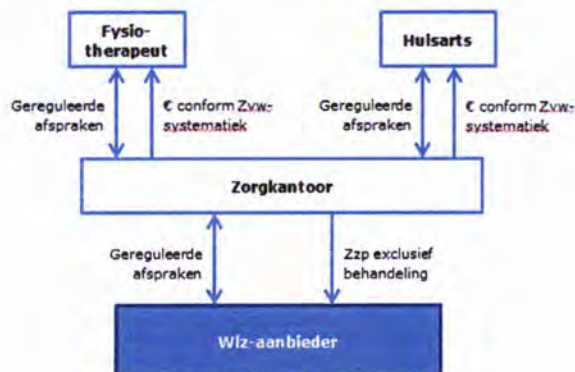 Fysio-
therapeut
Huisarts
Gereguleerde
afspraken
€ conform Zvw-
systematiek
Gereguleerde
afspraken
€ conform Zvw-
systematiek
Zorgkantoor
Gereguleerde
afspraken
Zzp exclusief
behandeling
Wlz-aanbieder